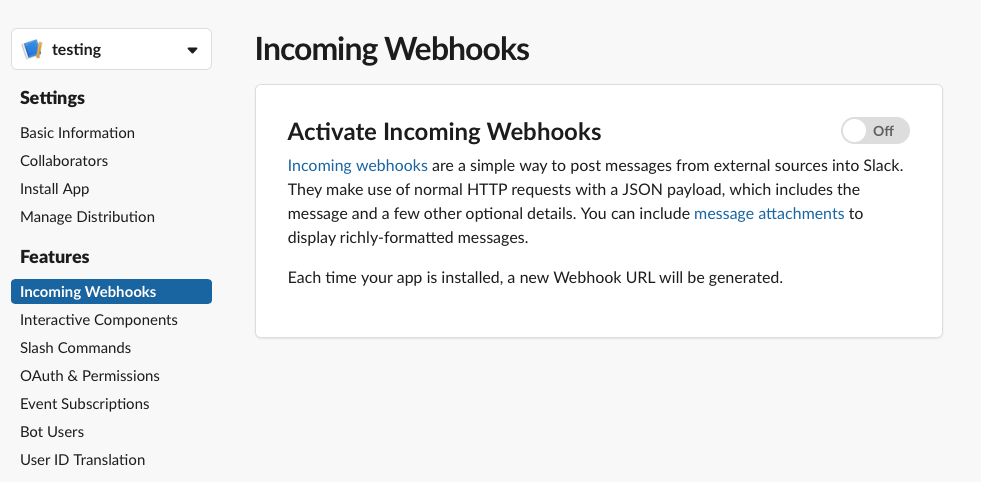 testing
Settings
Basic Information
Collaborators
Install App
Manage Distribution
Features
Incoming Webhooks
Interactive Components
Slash Commands
OAuth & Permissions
Event Subscriptions
Bot Users
User ID Translation
Incoming Webhooks
Activate Incoming Webhooks
Off
Incoming webhooks are a simple way to post messages from external sources into Slack.
They make use of normal HTTP requests with a JSON payload, which includes the
message and a few other optional details. You can include message attachments to
display richly-formatted messages.
Each time your app is installed, a new Webhook URL will be generated.